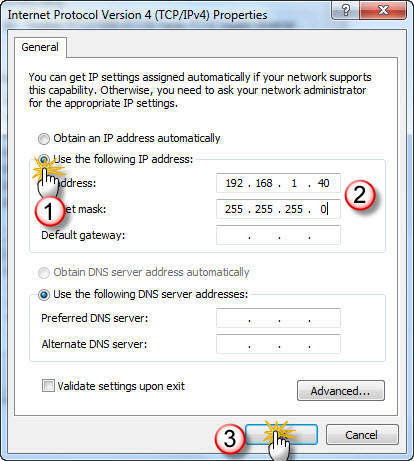 Internet Protocol Version 4 (TCP/IPv4) Properties
General
You can get IP settings assigned automatically if your network supports
this capability. Otherwise, you need to ask your network administrator
for the appropriate IP settings.
Obtain an IP address automatically
Use the following IP address:
address: 192 . 168 . 1 . 40
2
1
et mask: 255 . 255 . 255 . 0
Default gateway: . . .
Obtain DNS server address automatically
Use the following DNS server addresses:
Preferred DNS server: . . .
Alternate DNS server: . . .
Validate settings upon exit
Advanced...
3
Cancel